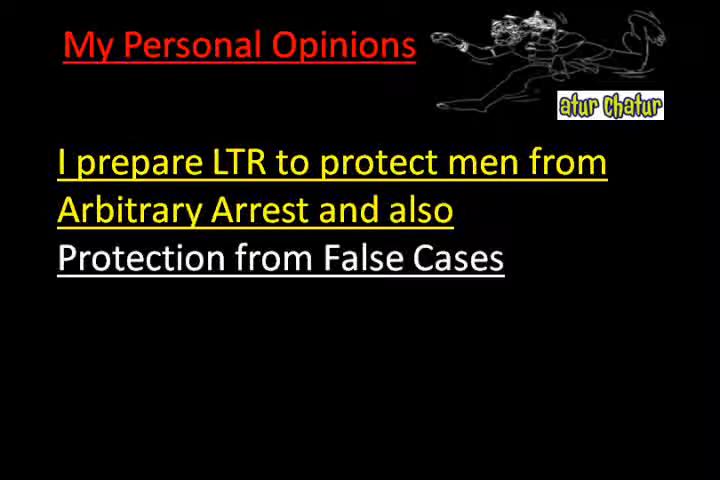 My Personal Opinions
atur chatur
I prepare LTR to protect men from
Arbitrary Arrest and also
Protection from False Cases